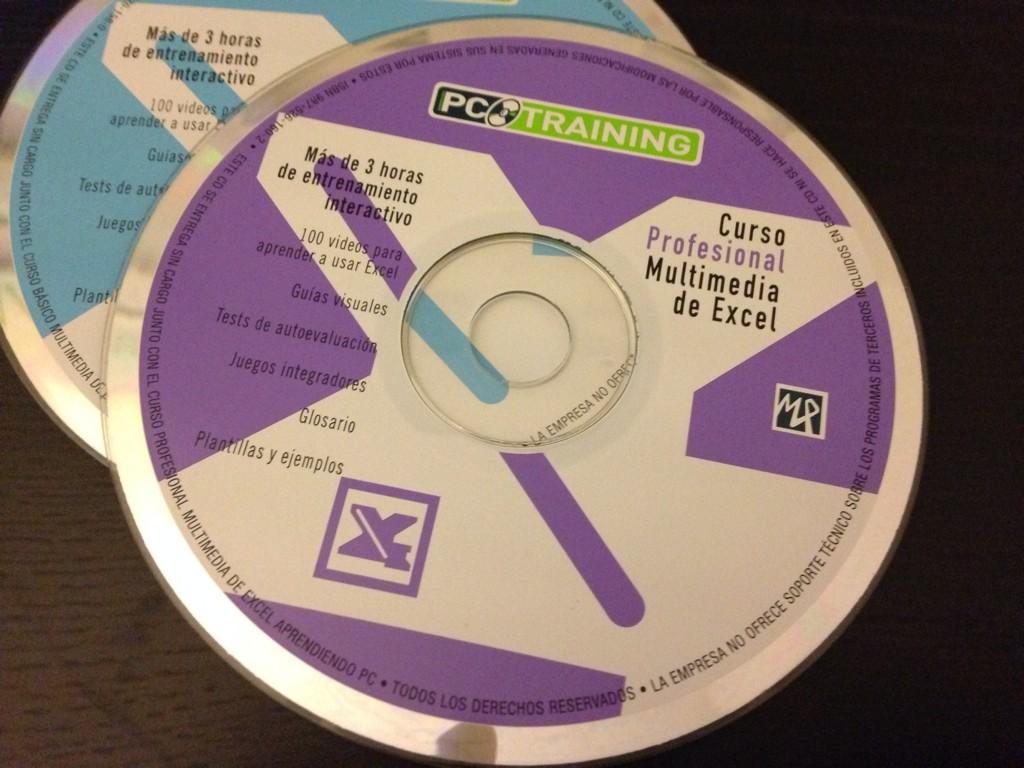 PC TRAINING
Más de 3 horas
de entrenamiento
interactivo
100 videos para
aprender a usar Excel
Guías visuales
Tests de autoevaluación
Juegos integradores
Glosario
Plantillas y ejemplos
Curso
Profesional
Multimedia
de Excel
MP
ESTE CD SE ENTREGA SIN CARGO JUNTO CON EL CURSO PROFESIONAL MULTIMEDIA DE EXCEL APRENDIENDO PC • TODOS LOS DERECHOS RESERVADOS • LA EMPRESA NO OFRECE SOPORTE TÉCNICO SOBRE LOS PROGRAMAS DE TERCEROS INCLUIDOS EN ESTE CD NI SE HACE RESPONSABLE POR LAS MODIFICACIONES GENERADAS EN SUS SISTEMA POR ESTOS •
• LA EMPRESA NO OFREC
Más de 3 horas
de entrenamiento
interactivo
100 videos
aprender a usar
Guías
Tests de aut
Juegos
Plant
• ESTE CD SE ENTREGA SIN CARGO JUNTO CON EL CURSO BÁSICO MULTIMEDIA DE